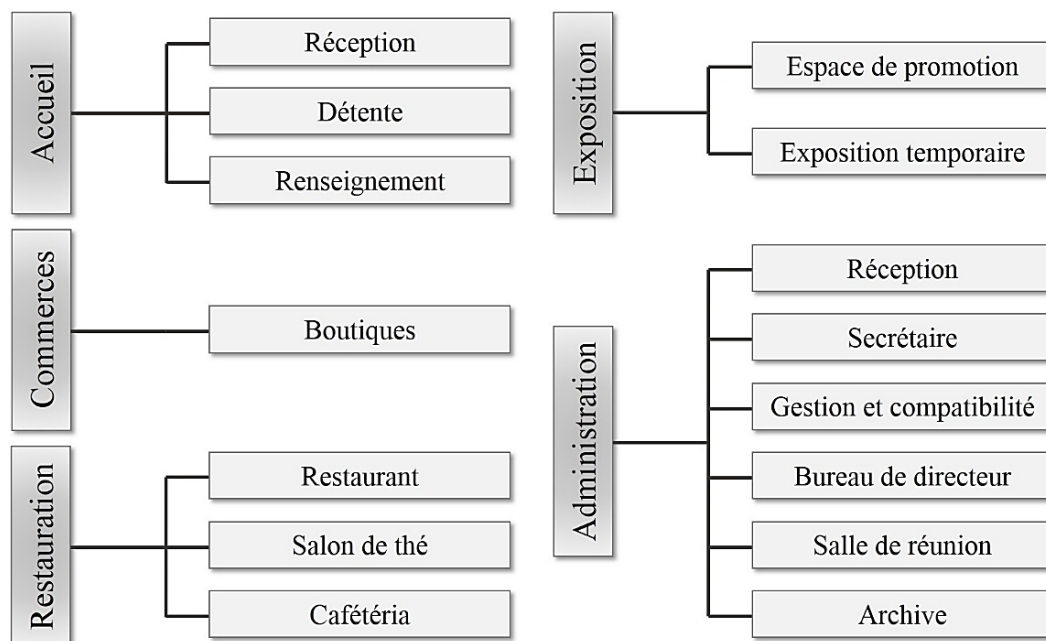 Accueil
Réception
Détente
Renseignement
Commerces
Boutiques
Restauration
Restaurant
Salon de thé
Cafétéria
Exposition
Espace de promotion
Exposition temporaire
Administration
Réception
Secrétaire
Gestion et compatibilité
Bureau de directeur
Salle de réunion
Archive